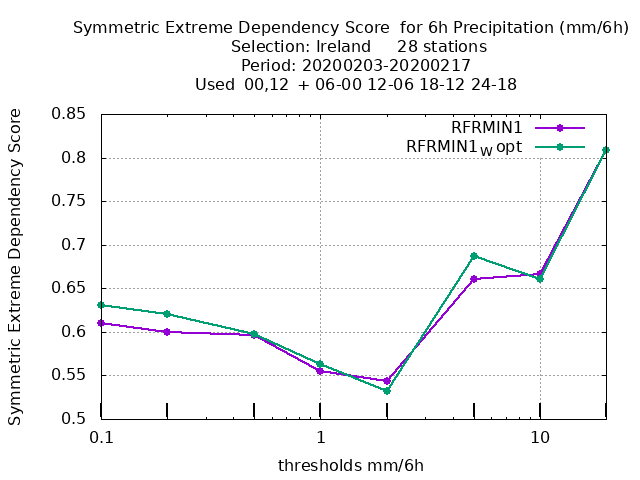 Symmetric Extreme Dependency Score  for 6h Precipitation (mm/6h)
Selection: Ireland     28 stations
Period: 20200203-20200217
Used  00,12  + 06-00 12-06 18-12 24-18
Symmetric Extreme Dependency Score
0.85
0.8
0.75
0.7
0.65
0.6
0.55
0.5
RFRMIN1
RFRMIN1W opt
0.1 1 10
thresholds mm/6h